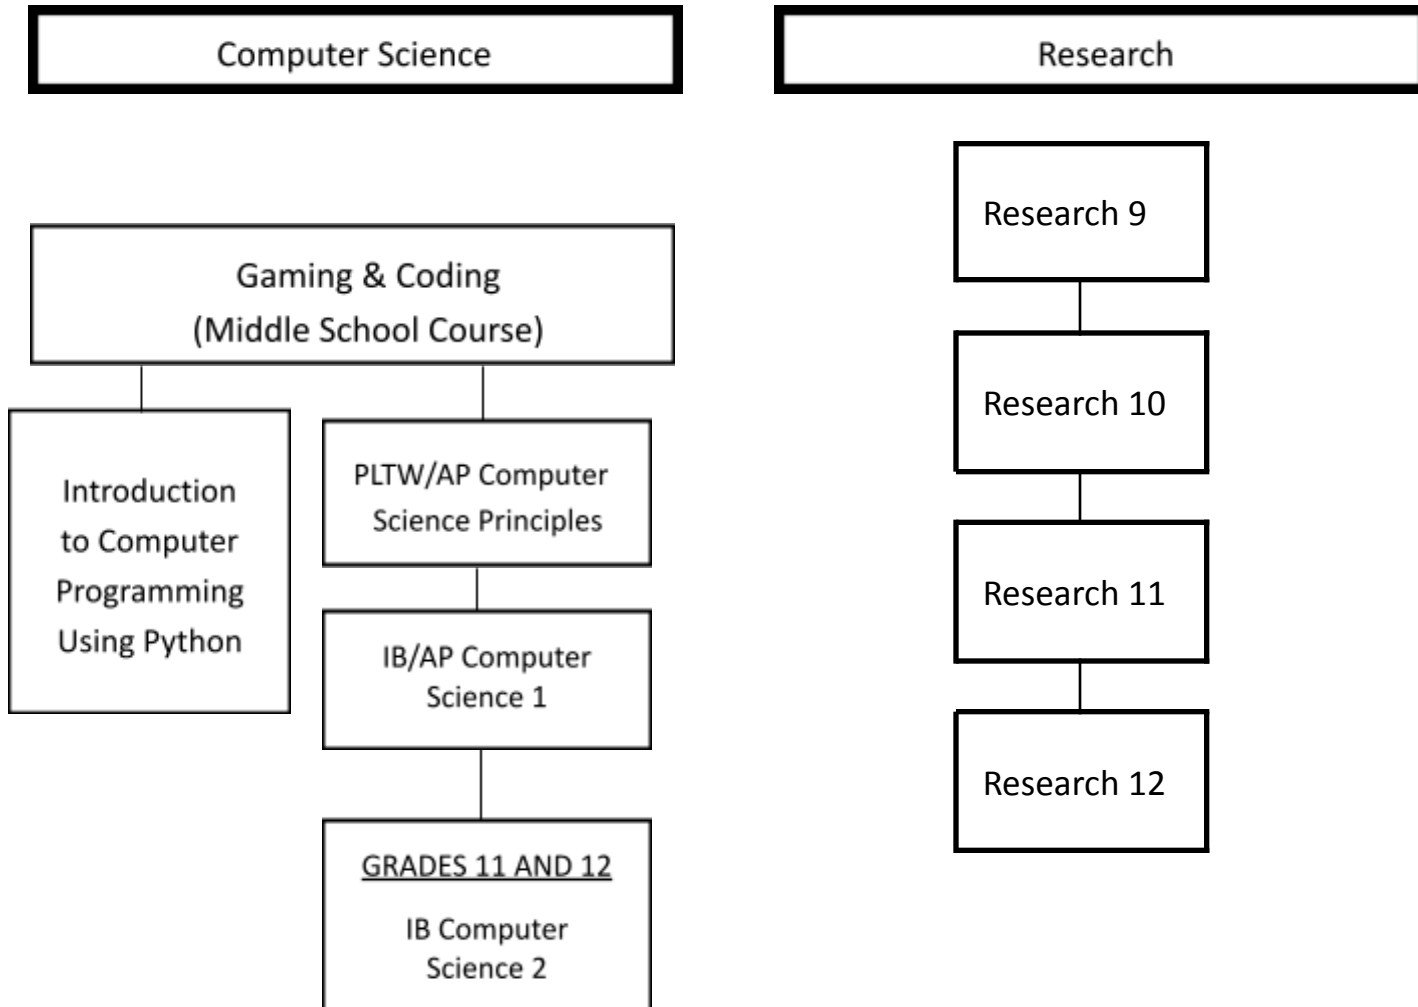 Computer Science
Gaming & Coding
(Middle School Course)
Introduction
to Computer
Programming
Using Python
PLTW/AP Computer
Science Principles
IB/AP Computer
Science 1
GRADES 11 AND 12
IB Computer
Science 2
Research
Research 9
Research 10
Research 11
Research 12